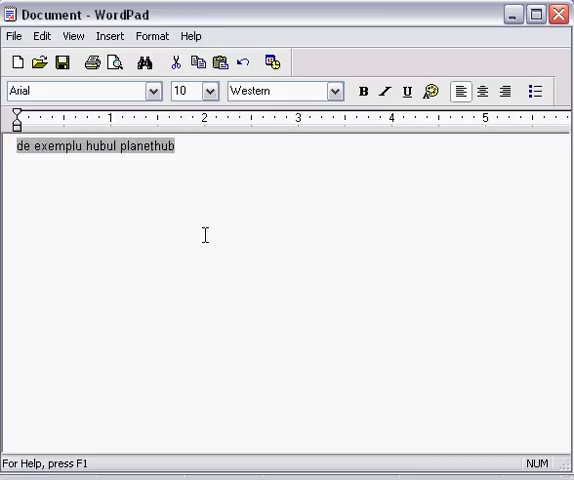 Document - WordPad
File Edit View Insert Format Help
Arial 10 Western B I U
1 2 3 4 5
de exemplu hubul planethub
For Help, press F1 NUM